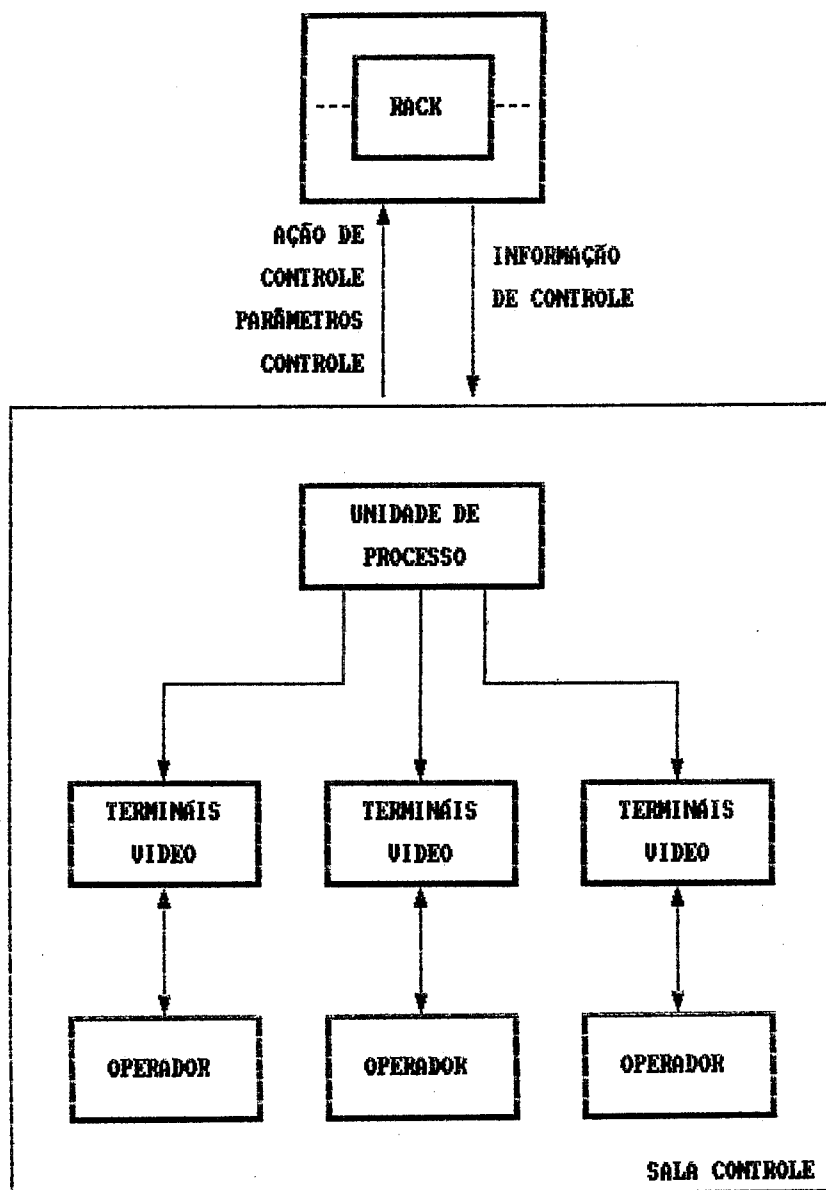 RACK
AÇÃO DE
CONTROLE
PARÂMETROS
CONTROLE
INFORMAÇÃO
DE CONTROLE
UNIDADE DE
PROCESSO
TERMINÁIS
VIDEO
TERMINÁIS
VIDEO
TERMINÁIS
VIDEO
OPERADOR
OPERADOR
OPERADOR
SALA CONTROLE